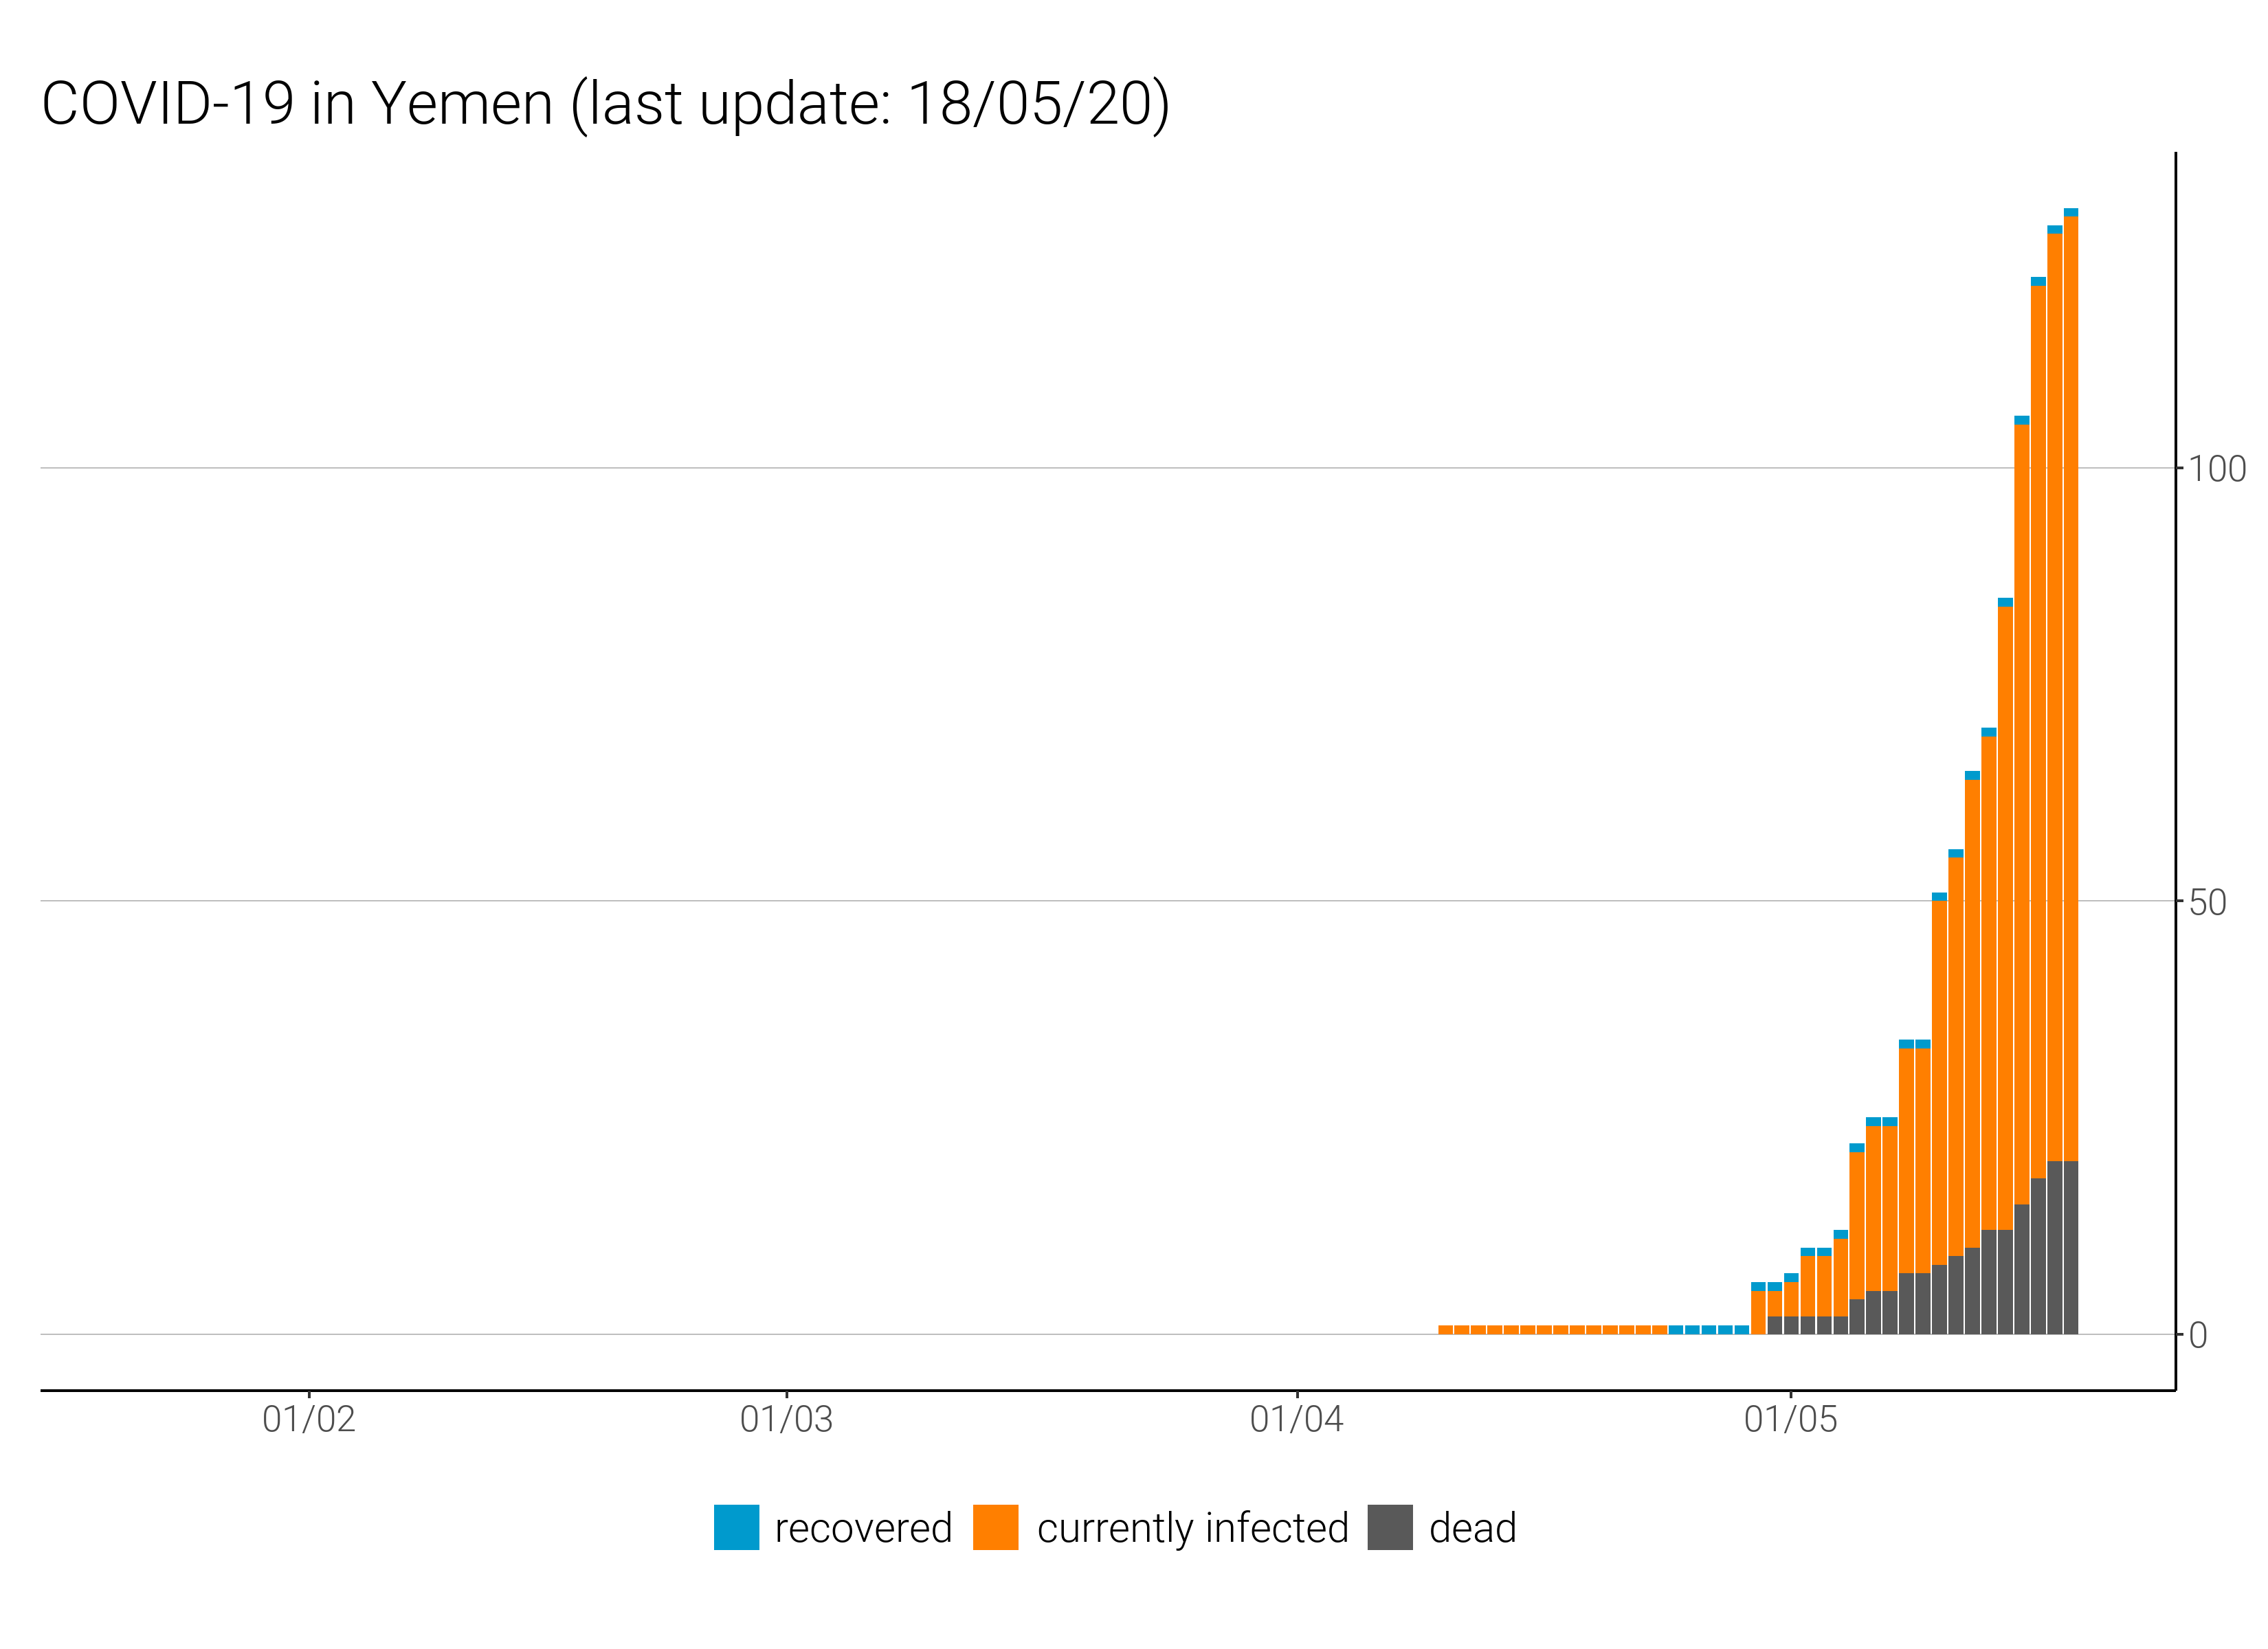 COVID-19 in Yemen (last update: 18/05/20)
100
50
0
01/02 01/03 01/04 01/05
recovered currently infected dead